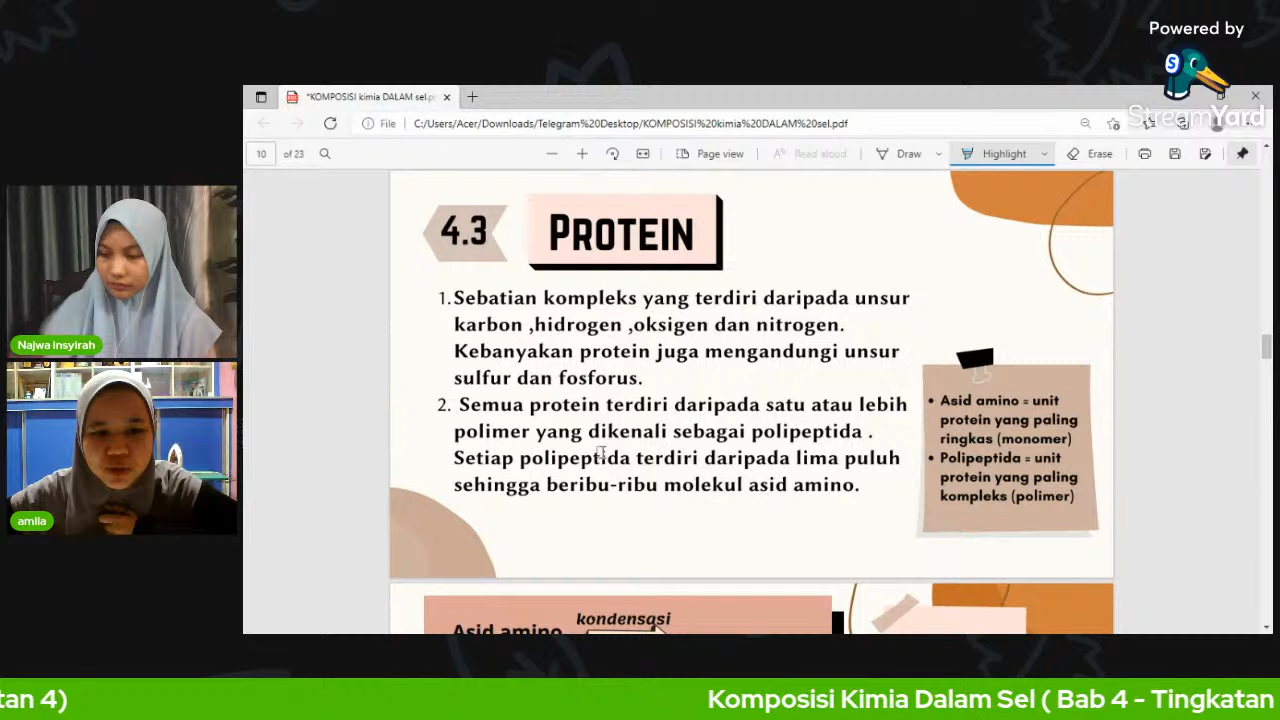 Powered by
StreamYard
*KOMPOSISI kimia DALAM sel.p
File
C:/Users/Acer/Downloads/Telegram%20Desktop/KOMPOSISI%20kimia%20DALAM%20sel.pdf
10 of 23
Page view
Read aloud
Draw
Highlight
Erase
4.3 PROTEIN
1. Sebatian kompleks yang terdiri daripada unsur
karbon ,hidrogen ,oksigen dan nitrogen.
Kebanyakan protein juga mengandungi unsur
sulfur dan fosforus.
2. Semua protein terdiri daripada satu atau lebih
polimer yang dikenali sebagai polipeptida .
Setiap polipeptida terdiri daripada lima puluh
sehingga beribu-ribu molekul asid amino.
• Asid amino = unit
protein yang paling
ringkas (monomer)
• Polipeptida = unit
protein yang paling
kompleks (polimer)
kondensasi
Asid amino
Najwa insyirah
amila
tan 4)
Komposisi Kimia Dalam Sel ( Bab 4 - Tingkatan